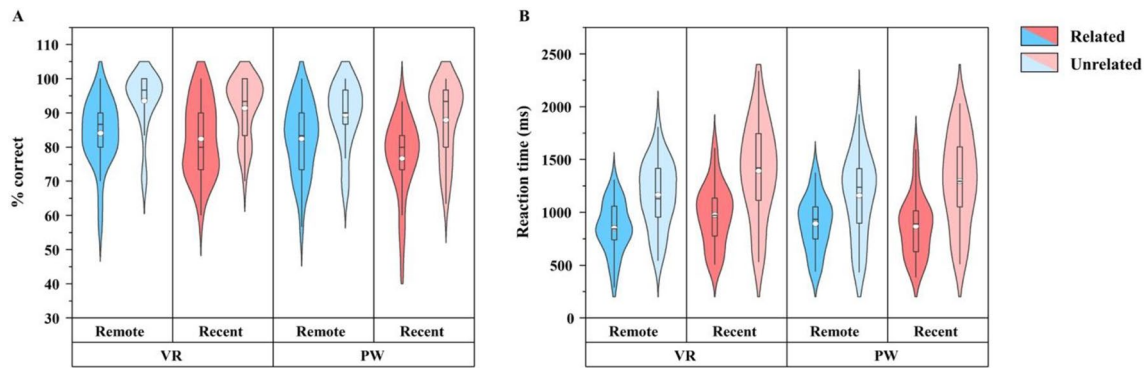 A
B
Related
Unrelated
% correct
110
100
90
80
70
60
50
40
30
Remote Recent Remote Recent
VR PW
Reaction time (ms)
2500
2000
1500
1000
500
0
Remote Recent Remote Recent
VR PW